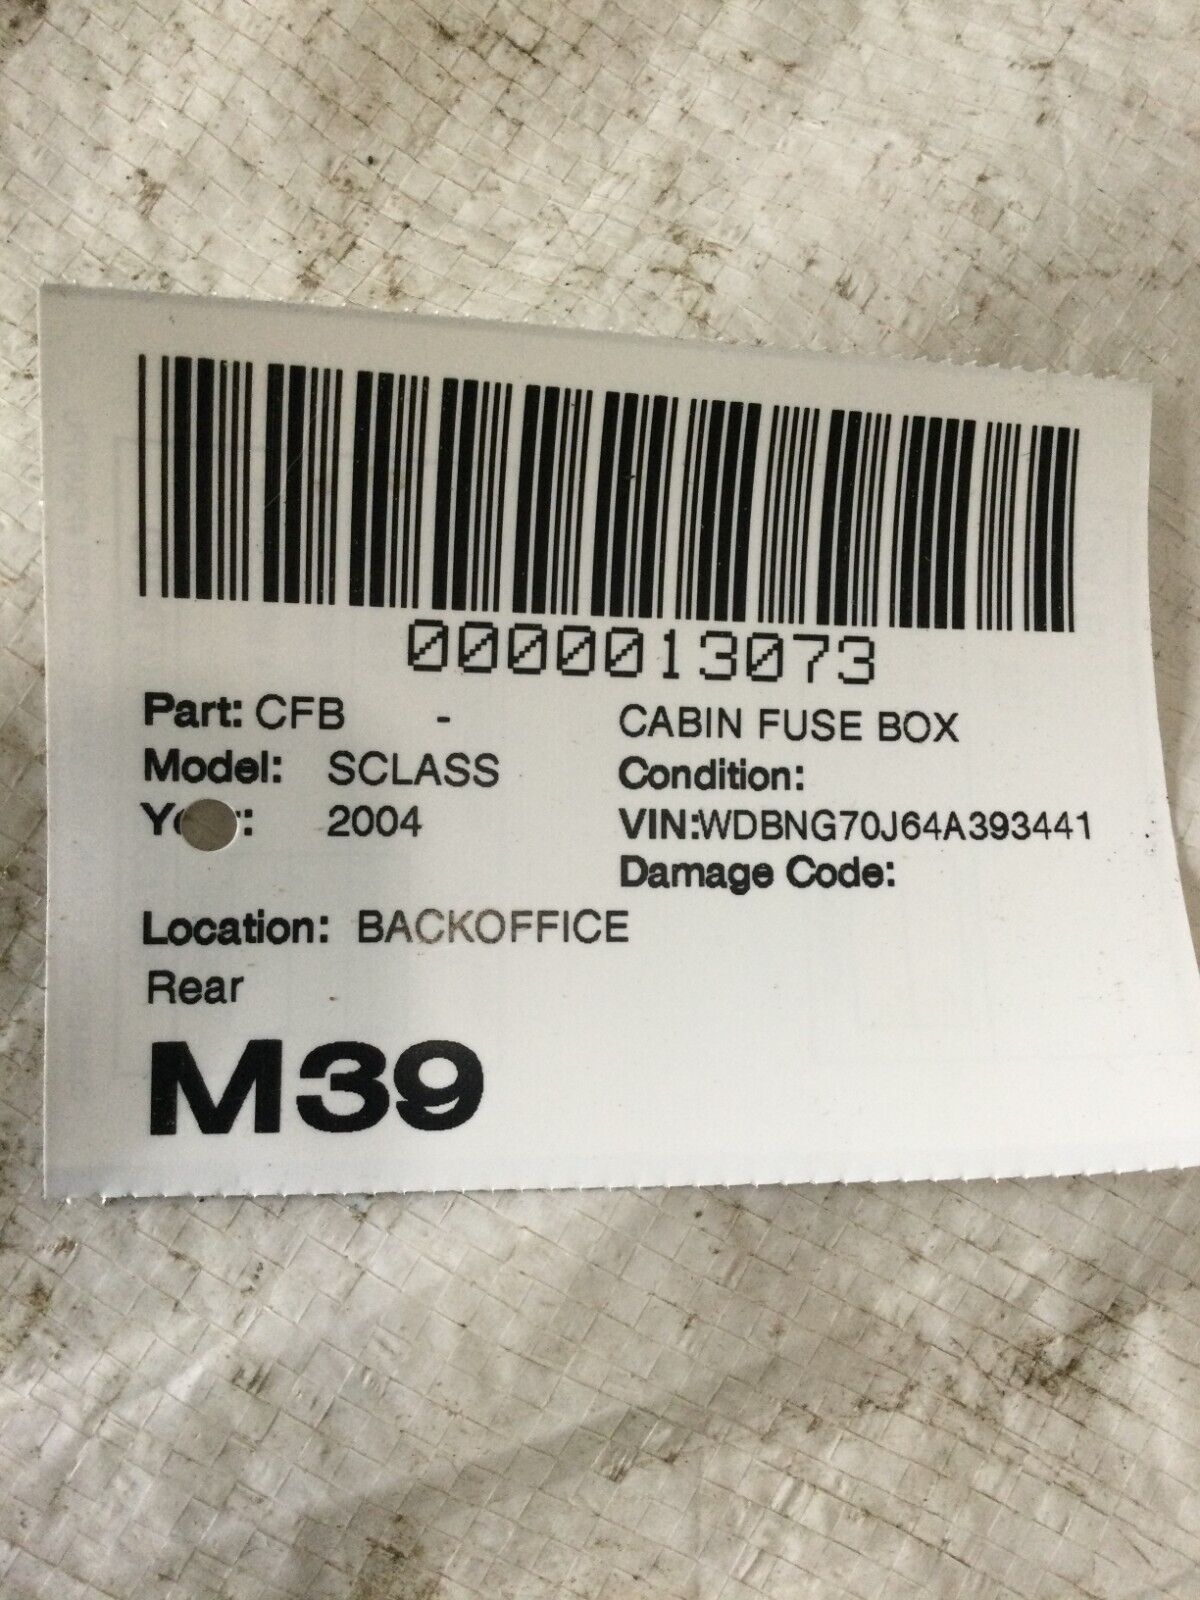 0000013073
Part: CFB - CABIN FUSE BOX
Model: SCLASS Condition:
2004 VIN:WDBNG70J64A393441
Damage Code:
Location: BACKOFFICE
Rear
M39